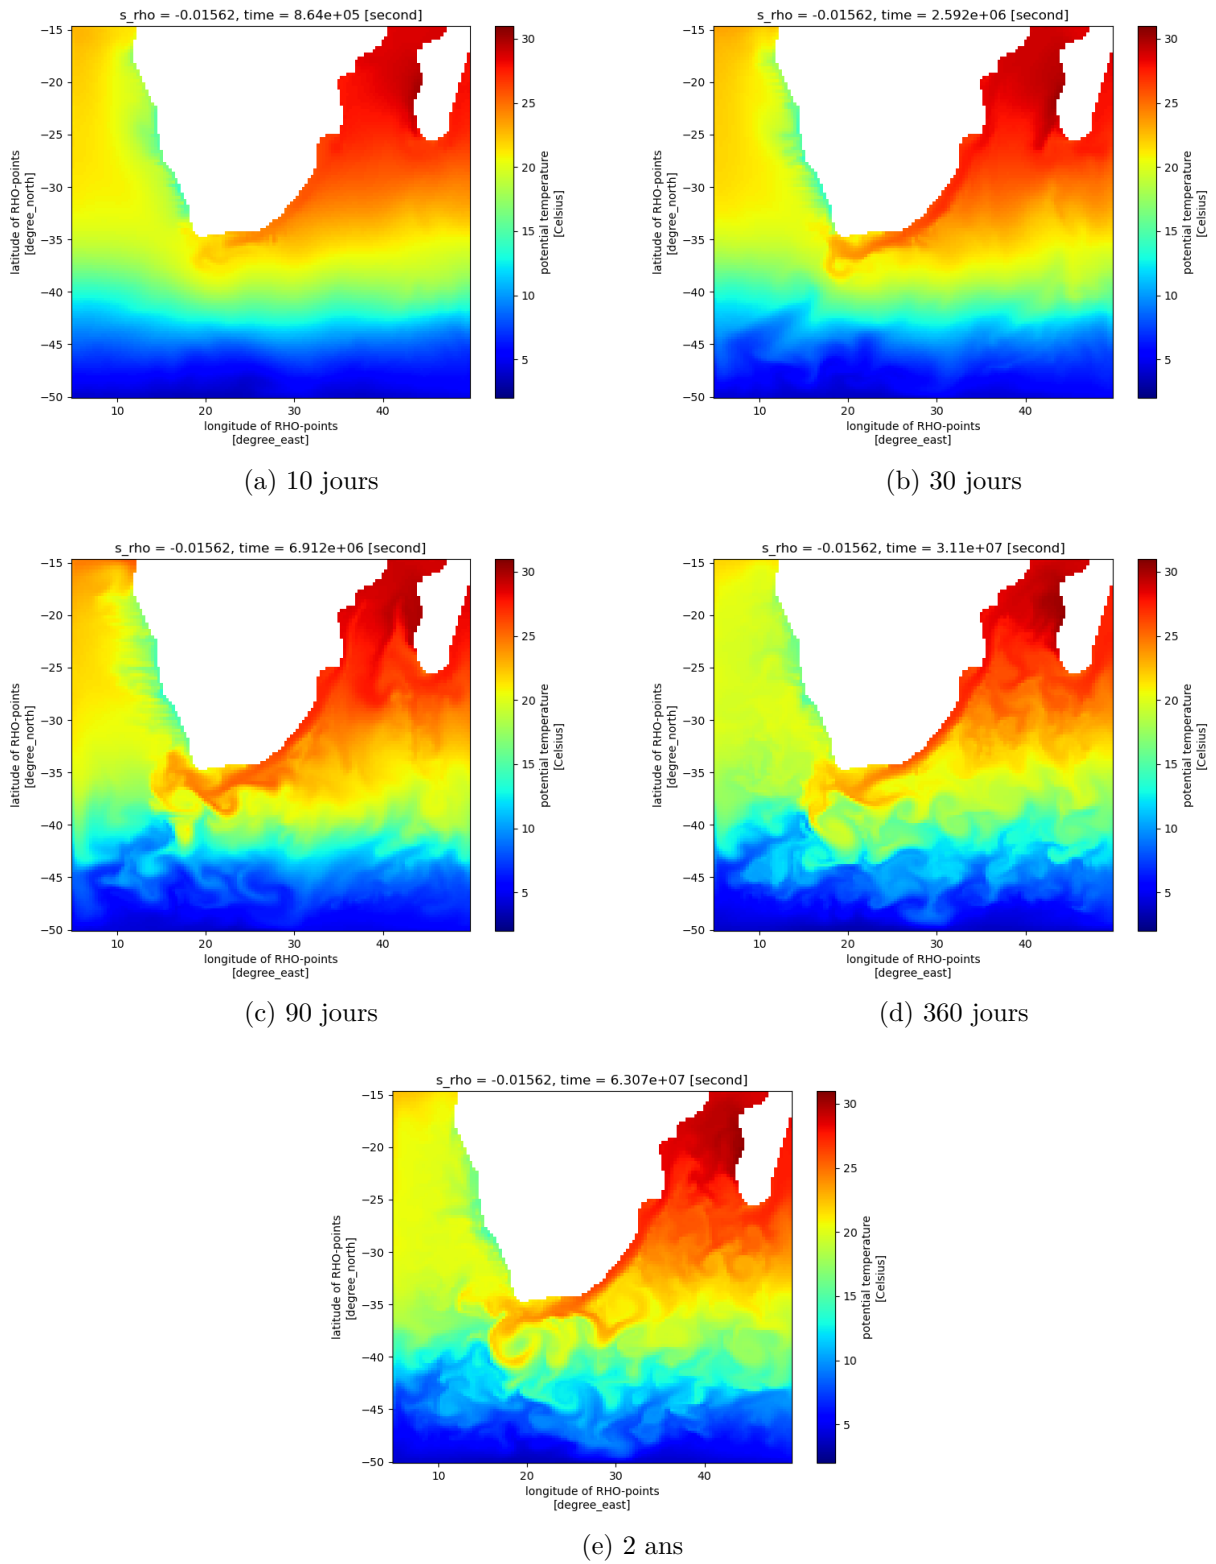 s_rho = -0.01562, time = 8.64e+05 [second]
−15
−20
−25
−30
−35
−40
−45
−50
10
20
30
40
latitude of RHO-points
[degree_north]
longitude of RHO-points
[degree_east]
30
25
20
15
10
5
potential temperature
[Celsius]
(a) 10 jours
s_rho = -0.01562, time = 2.592e+06 [second]
−15
−20
−25
−30
−35
−40
−45
−50
10
20
30
40
latitude of RHO-points
[degree_north]
longitude of RHO-points
[degree_east]
30
25
20
15
10
5
potential temperature
[Celsius]
(b) 30 jours
s_rho = -0.01562, time = 6.912e+06 [second]
−15
−20
−25
−30
−35
−40
−45
−50
10
20
30
40
latitude of RHO-points
[degree_north]
longitude of RHO-points
[degree_east]
30
25
20
15
10
5
potential temperature
[Celsius]
(c) 90 jours
s_rho = -0.01562, time = 3.11e+07 [second]
−15
−20
−25
−30
−35
−40
−45
−50
10
20
30
40
latitude of RHO-points
[degree_north]
longitude of RHO-points
[degree_east]
30
25
20
15
10
5
potential temperature
[Celsius]
(d) 360 jours
s_rho = -0.01562, time = 6.307e+07 [second]
−15
−20
−25
−30
−35
−40
−45
−50
10
20
30
40
latitude of RHO-points
[degree_north]
longitude of RHO-points
[degree_east]
30
25
20
15
10
5
potential temperature
[Celsius]
(e) 2 ans